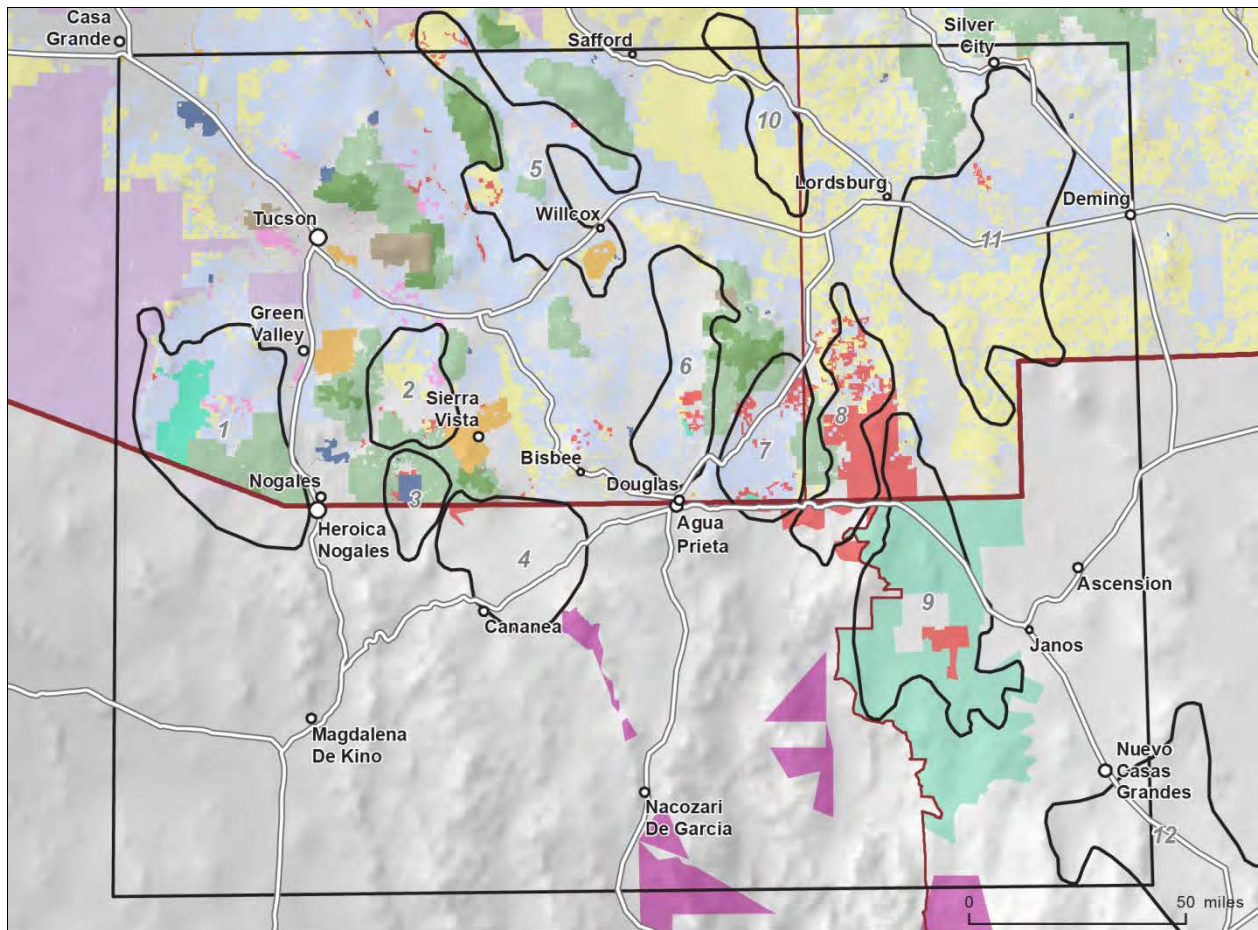 Casa
Grande
Safford
Silver
City
10
5
Lordsburg
Willcox
Deming
Tucson
11
Green
Valley
6
2
Sierra
Vista
8
1
7
Bisbee
Nogales
Douglas
3
Heroica
Nogales
Agua
Prieta
4
Ascension
9
Cananea
Janos
Magdalena
De Kino
Nuevo
Casas
Grandes
Nacozari
De Garcia
12
0 50 miles